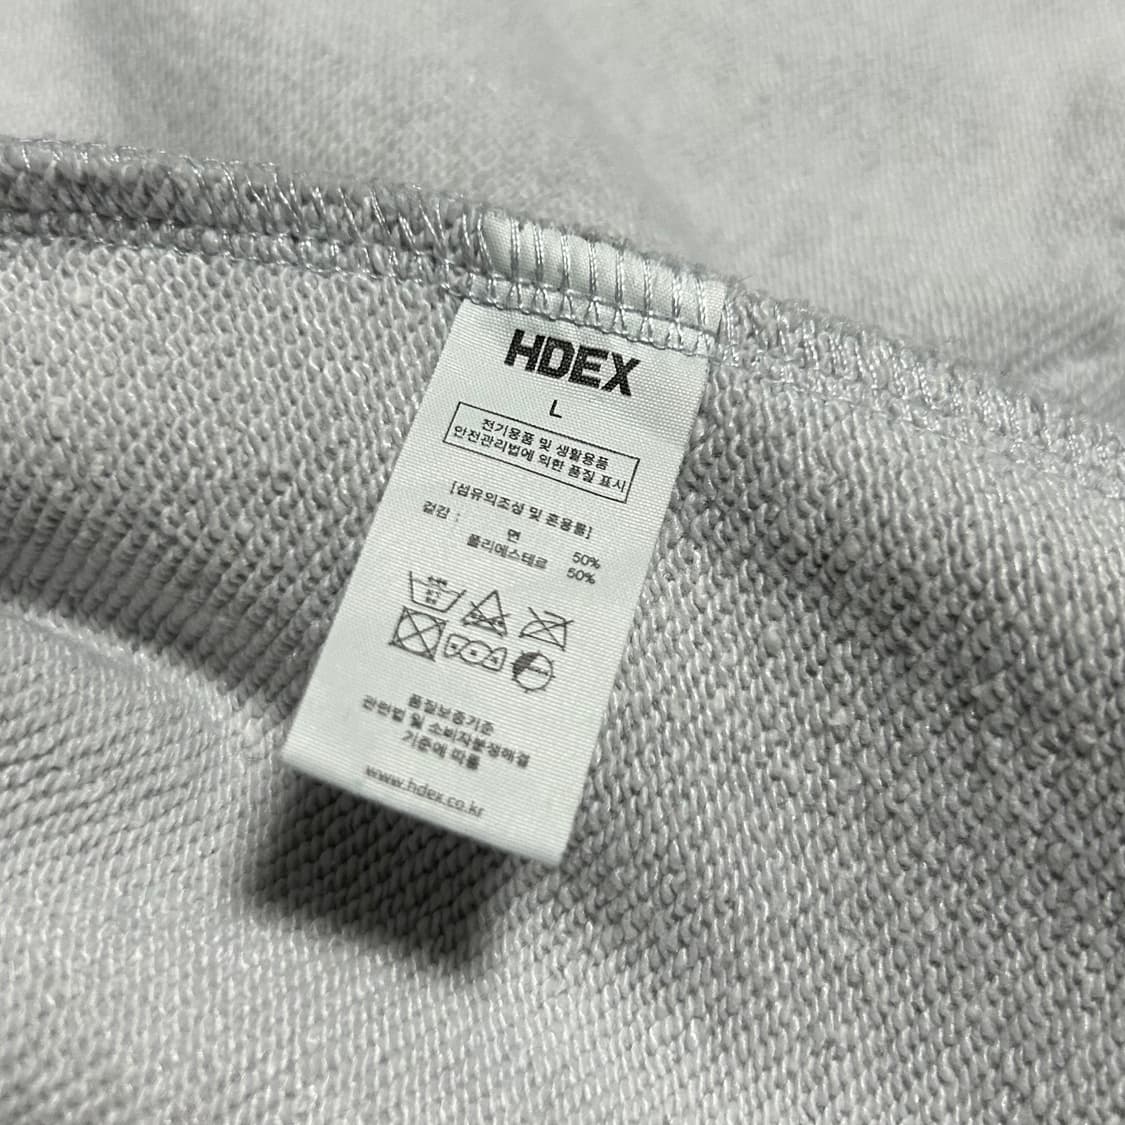 HDEX
L
전기용품 및 생활용품
안전관리법에 의한 품질 표시
[섬유의조성 및 혼용률]
겉감 : 면 50%
폴리에스테르 50%
품질보증기준
관련법 및 소비자분쟁해결
기준에 따름
www.hdex.co.kr